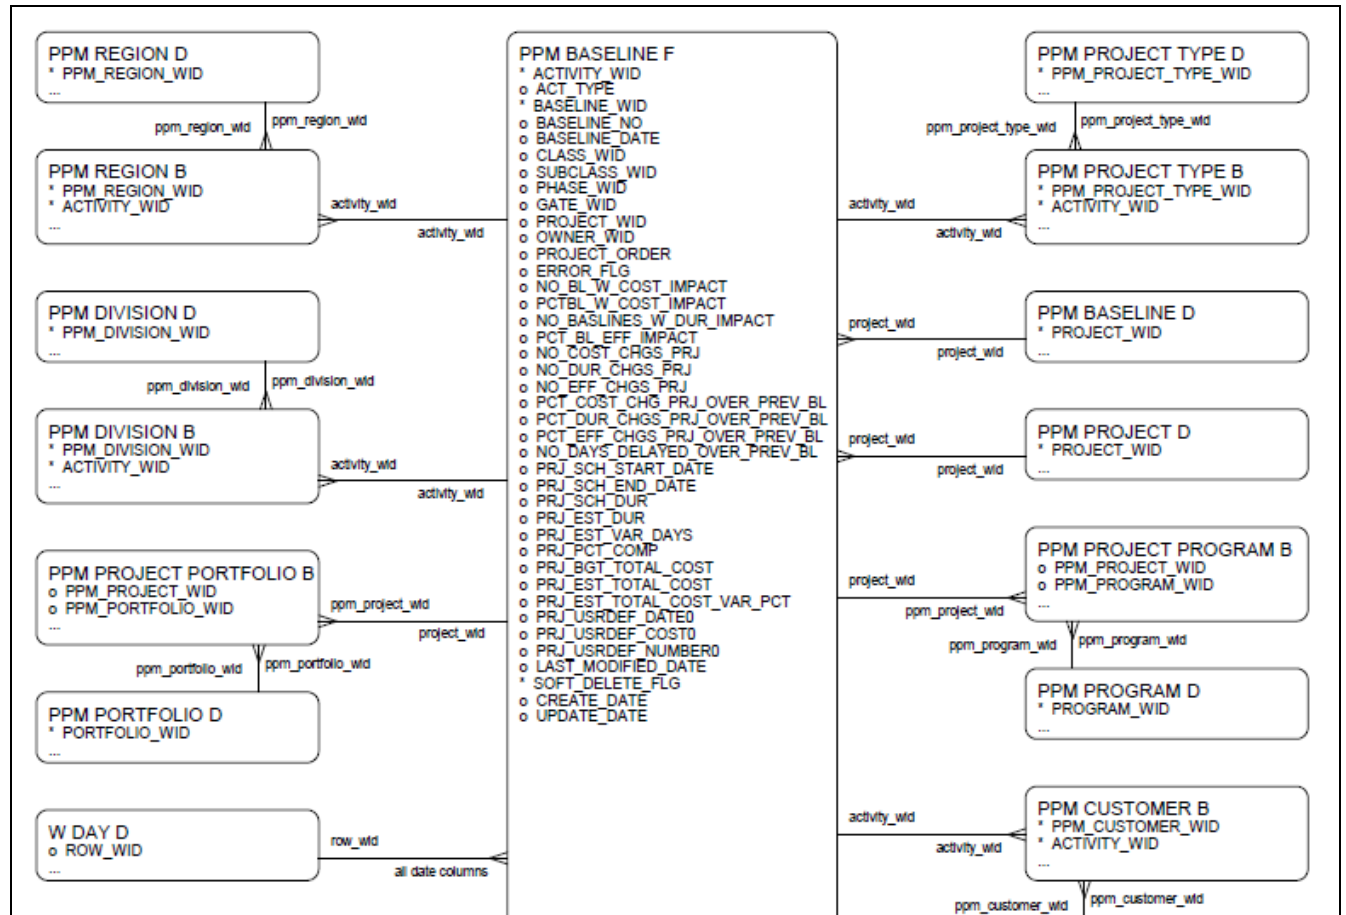 PPM REGION D
* PPM_REGION_WID
...
ppm_region_wid ppm_region_wid
PPM REGION B
* PPM_REGION_WID
* ACTIVITY_WID
...
activity_wid
activity_wid
PPM DIVISION D
* PPM_DIVISION_WID
...
ppm_division_wid ppm_division_wid
PPM DIVISION B
* PPM_DIVISION_WID
* ACTIVITY_WID
...
activity_wid
activity_wid
PPM PROJECT PORTFOLIO B
o PPM_PROJECT_WID
o PPM_PORTFOLIO_WID
...
ppm_project_wid
project_wid
ppm_portfolio_wid ppm_portfolio_wid
PPM PORTFOLIO D
* PORTFOLIO_WID
...
W DAY D
o ROW_WID
...
row_wid
all date columns
PPM BASELINE F
* ACTIVITY_WID
o ACT_TYPE
* BASELINE_WID
o BASELINE_NO
o BASELINE_DATE
o CLASS_WID
o SUBCLASS_WID
o PHASE_WID
o GATE_WID
o PROJECT_WID
o OWNER_WID
o PROJECT_ORDER
o ERROR_FLG
o NO_BL_W_COST_IMPACT
o PCTBL_W_COST_IMPACT
o NO_BASLINES_W_DUR_IMPACT
o PCT_BL_EFF_IMPACT
o NO_COST_CHGS_PRJ
o NO_DUR_CHGS_PRJ
o NO_EFF_CHGS_PRJ
o PCT_COST_CHG_PRJ_OVER_PREV_BL
o PCT_DUR_CHGS_PRJ_OVER_PREV_BL
o PCT_EFF_CHGS_PRJ_OVER_PREV_BL
o NO_DAYS_DELAYED_OVER_PREV_BL
o PRJ_SCH_START_DATE
o PRJ_SCH_END_DATE
o PRJ_SCH_DUR
o PRJ_EST_DUR
o PRJ_EST_VAR_DAYS
o PRJ_PCT_COMP
o PRJ_BGT_TOTAL_COST
o PRJ_EST_TOTAL_COST
o PRJ_EST_TOTAL_COST_VAR_PCT
o PRJ_USRDEF_DATE0
o PRJ_USRDEF_COST0
o PRJ_USRDEF_NUMBER0
o LAST_MODIFIED_DATE
* SOFT_DELETE_FLG
o CREATE_DATE
o UPDATE_DATE
PPM PROJECT TYPE D
* PPM_PROJECT_TYPE_WID
...
ppm_project_type_wid ppm_project_type_wid
PPM PROJECT TYPE B
* PPM_PROJECT_TYPE_WID
* ACTIVITY_WID
...
activity_wid
activity_wid
PPM BASELINE D
* PROJECT_WID
...
project_wid
project_wid
PPM PROJECT D
* PROJECT_WID
...
project_wid
project_wid
PPM PROJECT PROGRAM B
o PPM_PROJECT_WID
o PPM_PROGRAM_WID
...
project_wid
ppm_project_wid
ppm_program_wid ppm_program_wid
PPM PROGRAM D
* PROGRAM_WID
...
PPM CUSTOMER B
* PPM_CUSTOMER_WID
* ACTIVITY_WID
...
activity_wid
activity_wid
ppm_customer_wid ppm_customer_wid